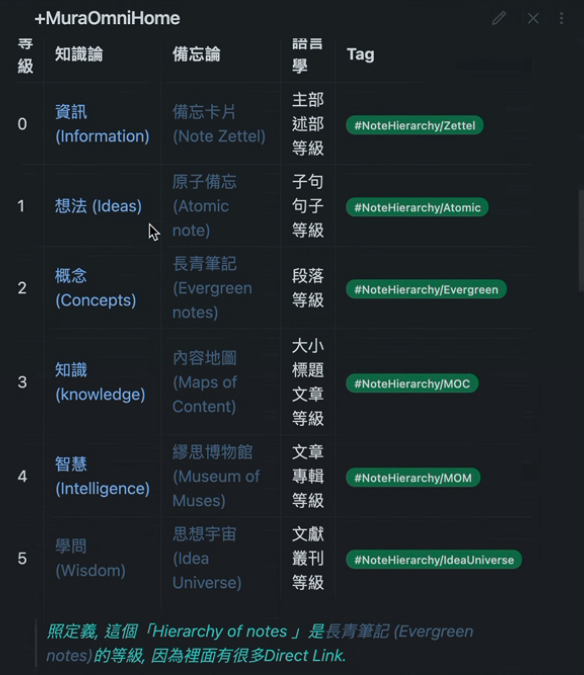 +MuraOmniHome
等 語言
級 知識論 備忘論 學 Tag
主部
資訊 備忘卡片 述部
0 (Information) (Note Zettel) 等級 #NoteHierarchy/Zettel
原子備忘 子句
1 想法 (Ideas) (Atomic 句子 #NoteHierarchy/Atomic
note) 等級
長青筆記
概念 (Evergreen 段落
2 (Concepts) notes) 等級 #NoteHierarchy/Evergreen
大小
知識 內容地圖 標題
3 (knowledge) (Maps of 文章 #NoteHierarchy/MOC
Content) 等級
智慧 繆思博物館 文章
4 (Intelligence) (Museum of 專輯 #NoteHierarchy/MOM
Muses) 等級
學問 思想宇宙 文獻
5 (Wisdom) (Idea 叢刊 #NoteHierarchy/IdeaUniverse
Universe) 等級
照定義, 這個「Hierarchy of notes 」是長青筆記 (Evergreen
notes)的等級, 因為裡面有很多Direct Link.